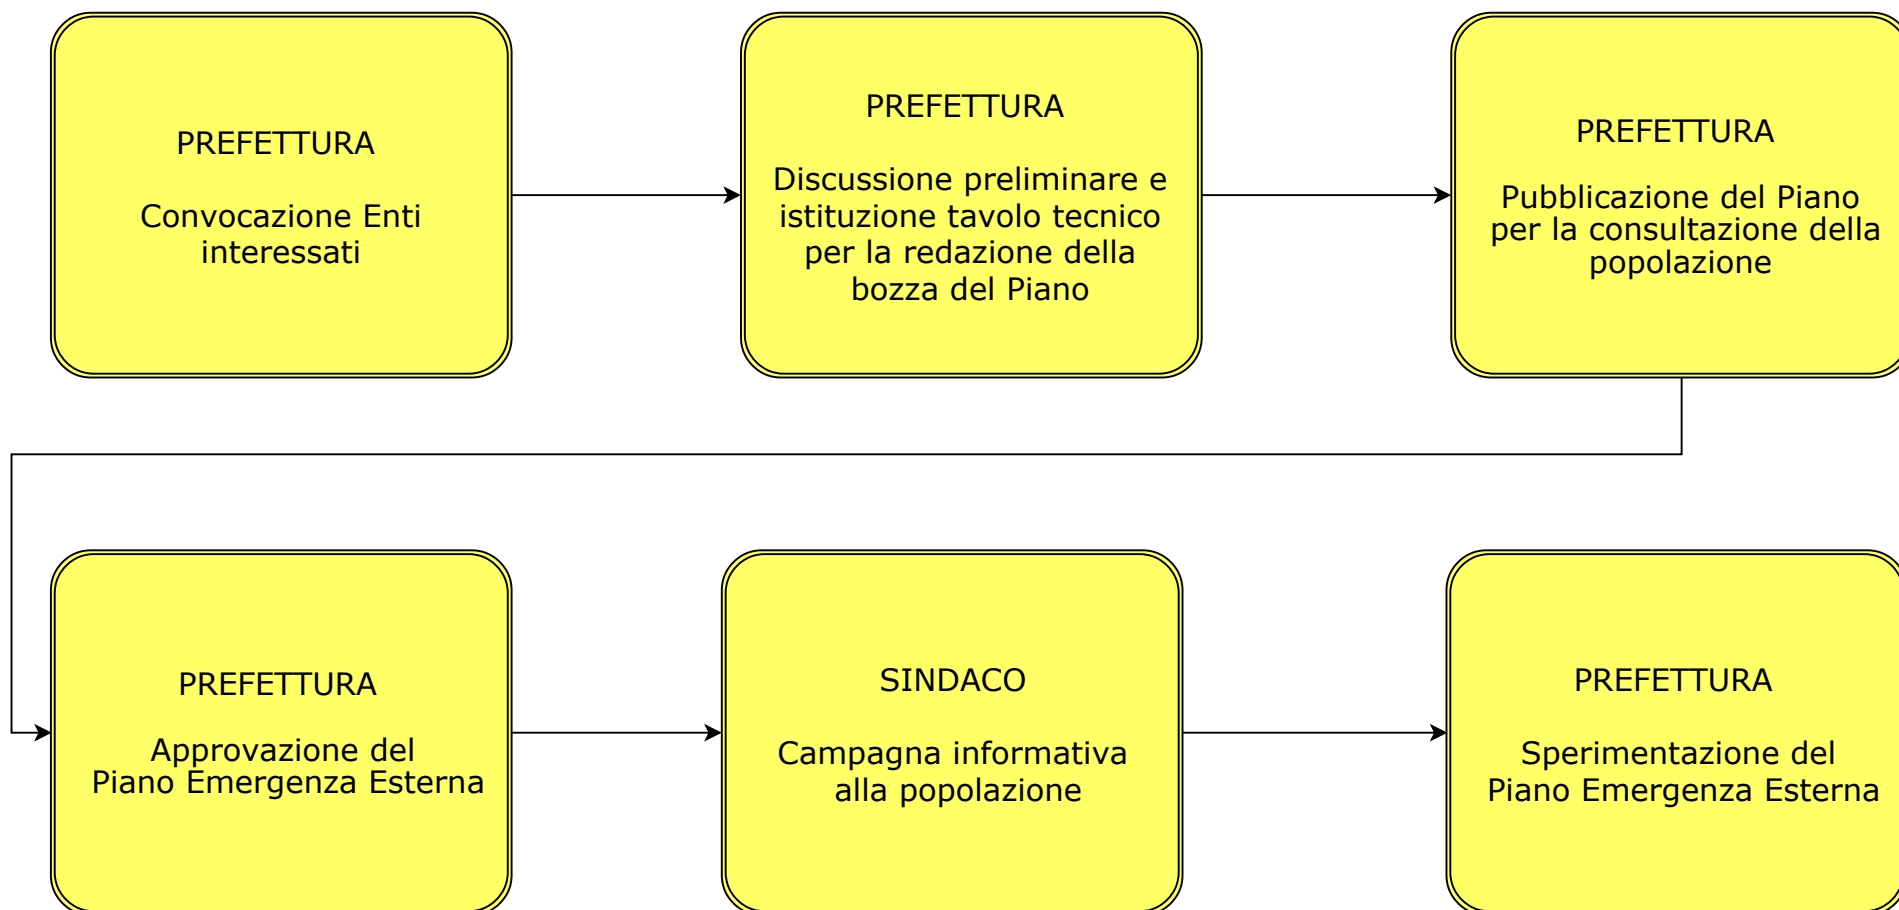 PREFETTURA
Convocazione Enti
interessati
PREFETTURA
Discussione preliminare e
istituzione tavolo tecnico
per la redazione della
bozza del Piano
PREFETTURA
Pubblicazione del Piano
per la consultazione della
popolazione
PREFETTURA
Approvazione del
Piano Emergenza Esterna
SINDACO
Campagna informativa
alla popolazione
PREFETTURA
Sperimentazione del
Piano Emergenza Esterna